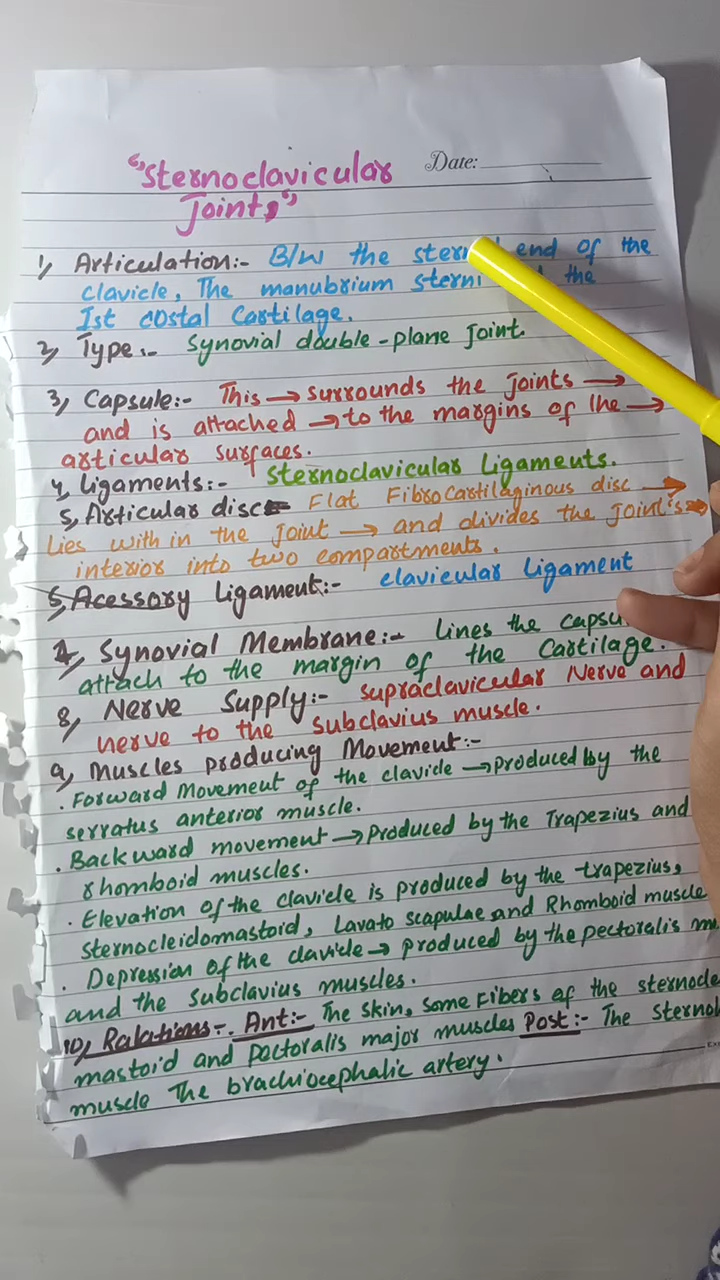 "Sternoclavicular
Date:
Joints"
1, Articulation:- B/W the end of the
clavicle, The manubrium sterni the
Ist costal Cartilage.
2, Type:- Synovial double-plane Joint.
3, Capsule:- This → surrounds the Joints →
and is attached → to the margins of the →
articular surfaces.
4, Ligaments:- Sternoclavicular Ligaments.
5, Articular disc Flat Fibrocartilaginous disc →
Lies with in the Joint → and divides the Joint's →
interior into two compartments.
5, Acessory Ligament:- clavicular Ligament
7, Synovial Membrane:- Lines the
attach to the margin of the Cartilage.
8, Nerve Supply:- supraclavicular Nerve and
nerve to the subclavius muscle.
9, Muscles producing Movement:-
. Forward Movement of the clavicle → produced by the
serratus anterior muscle.
. Backward movement → produced by the Trapezius and
rhomboid muscles.
. Elevation of the clavicle is produced by the trapezius,
sternocleidomastoid, Lavato scapulae, and Rhomboid muscle
. Depression of the clavicle → produced by the pectoralis
and the subclavius muscles.
10, Ralations:- Ant:- The skin, some Fibers of the
mastoid and pectoralis major muscles Post:- The
muscle The brachiocephalic artery.